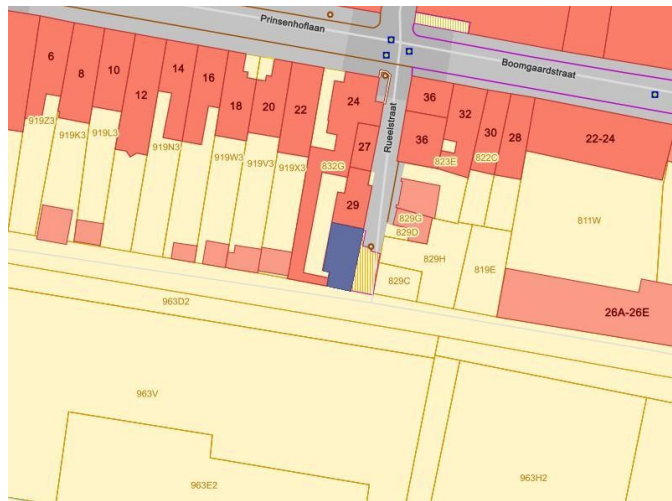 Prinsenhoflaan
Boomgaardstraat
Rueelstraat
6
8
10
12
14
16
18
20
22
24
27
29
36
36
32
30
28
22-24
26A-26E
919Z3
919K3
919L3
919N3
919W3
919V3
919X3
832G
823E
822C
829G
829D
829H
829C
819E
811W
963D2
963V
963E2
963H2